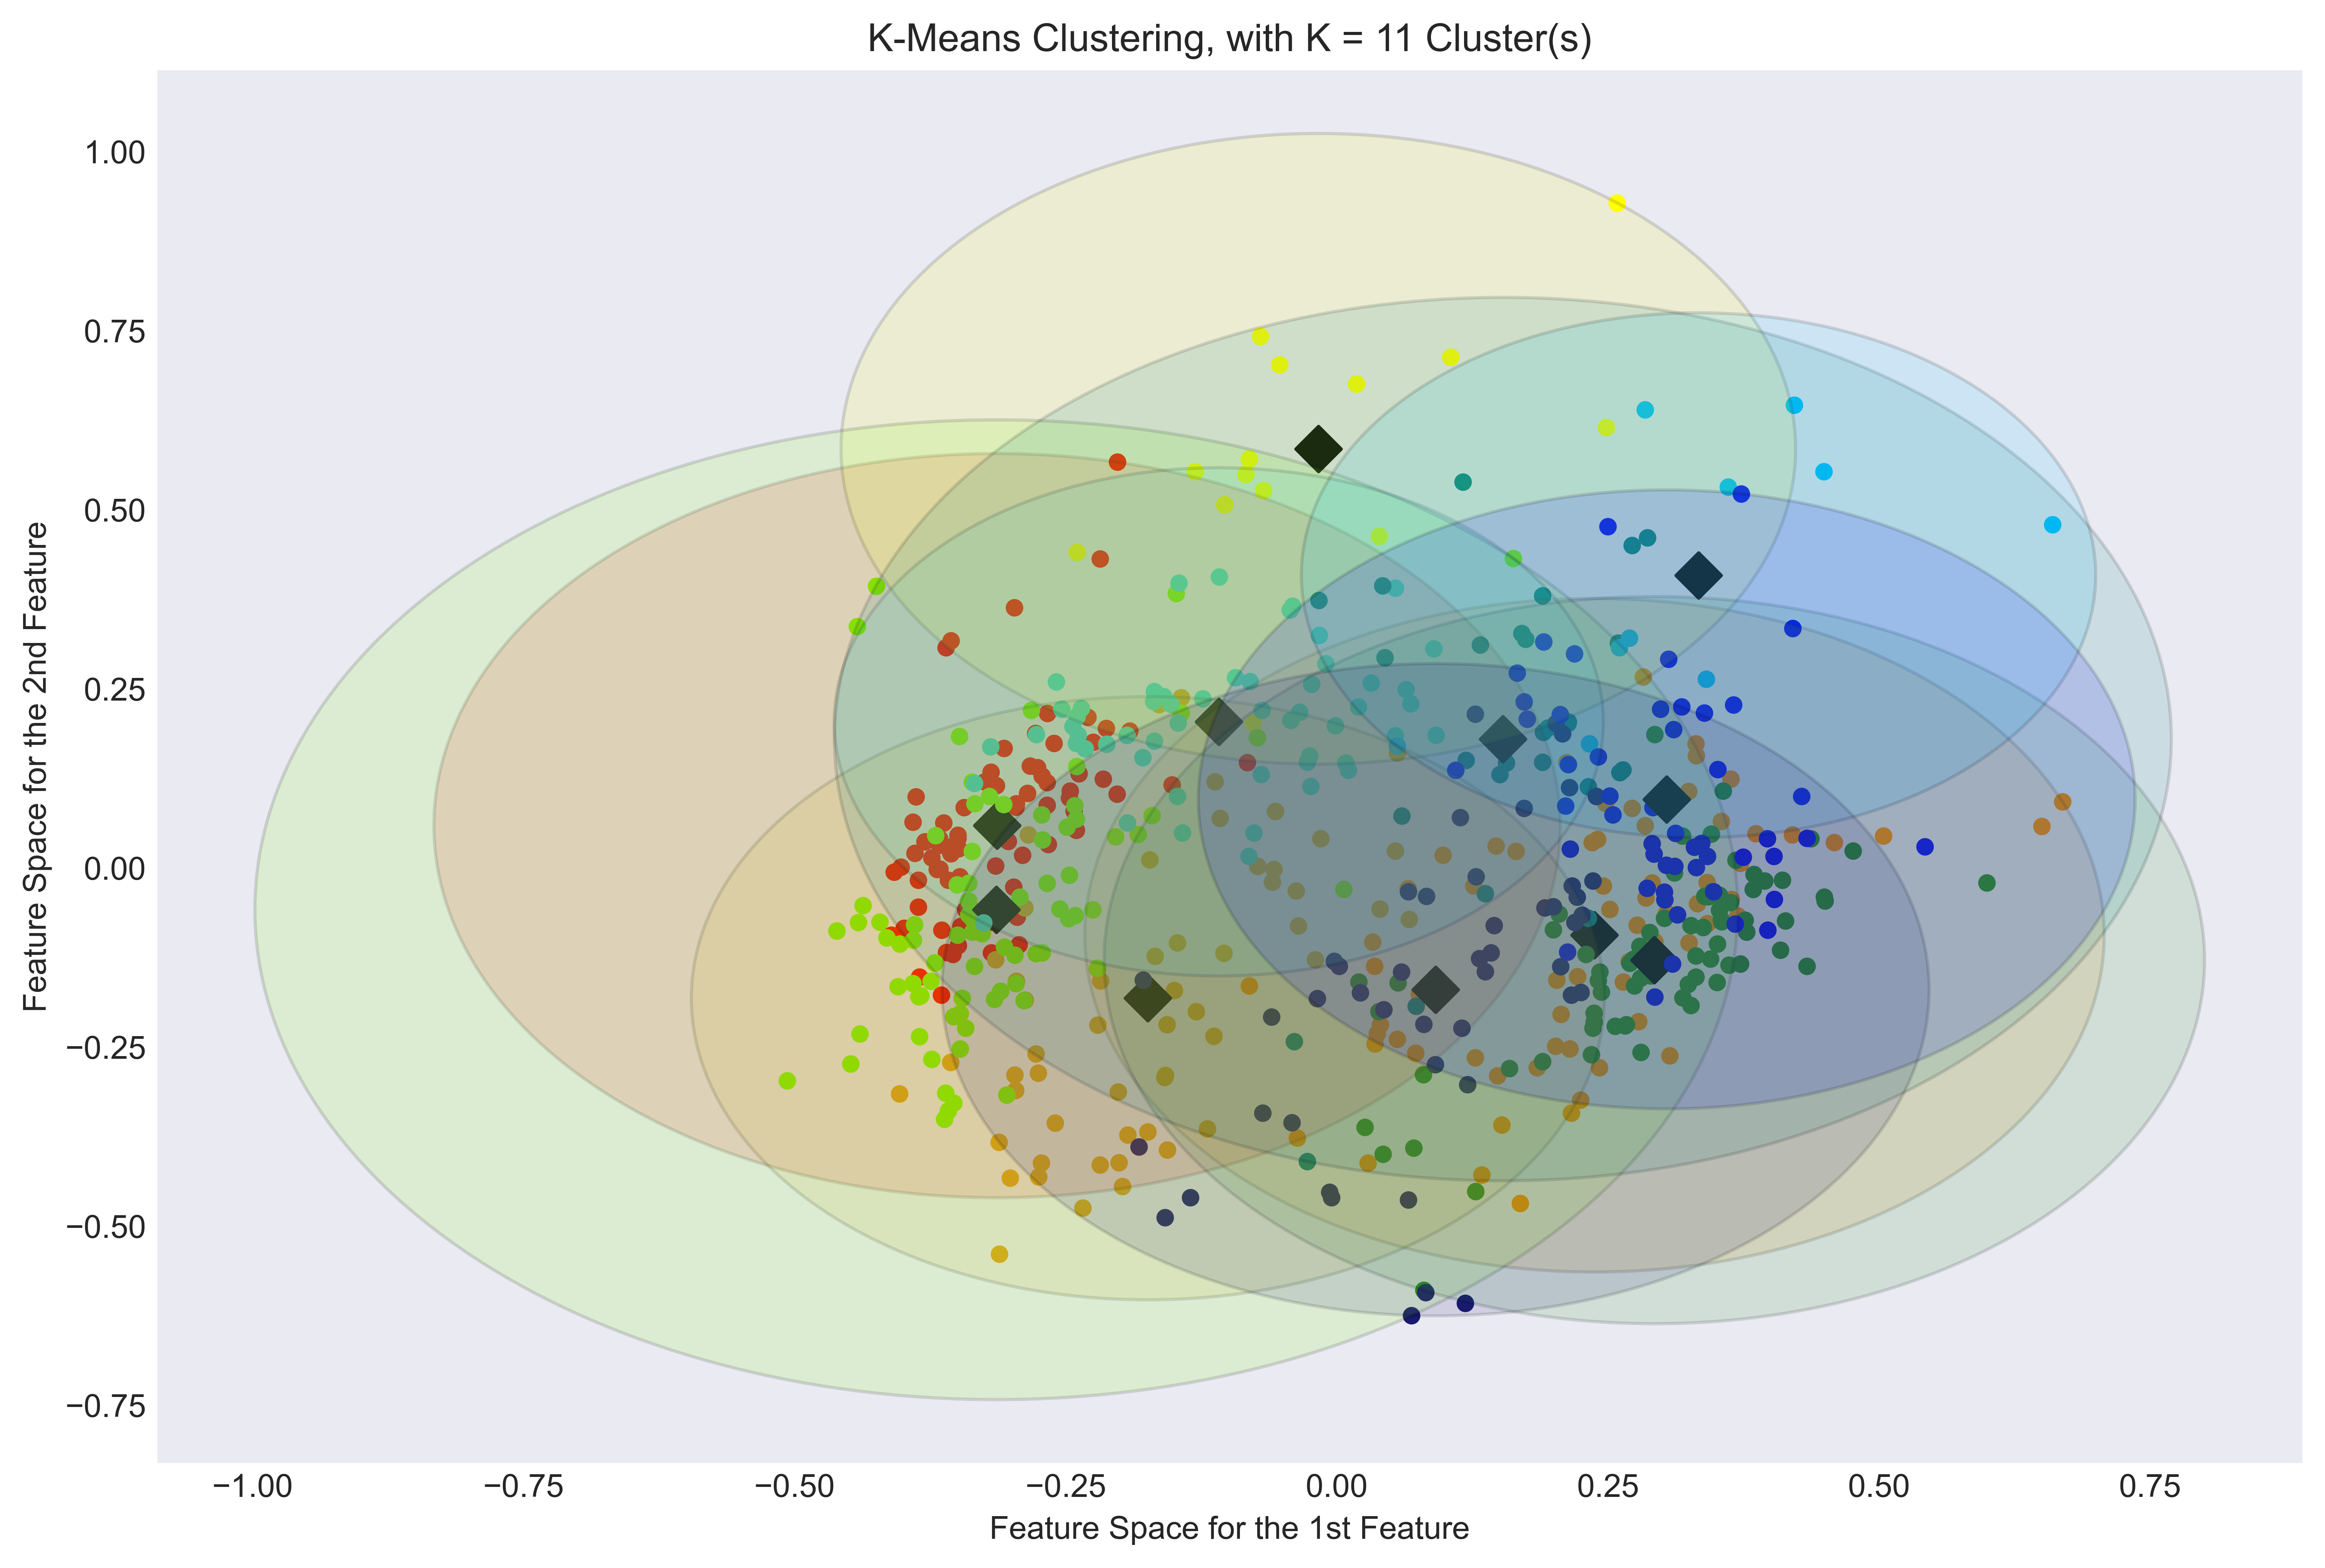 K-Means Clustering, with K = 11 Cluster(s)
1.00
0.75
0.50
0.25
0.00
−0.25
−0.50
−0.75
Feature Space for the 2nd Feature
−1.00 −0.75 −0.50 −0.25 0.00 0.25 0.50 0.75
Feature Space for the 1st Feature